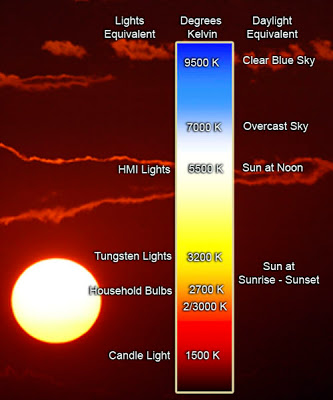 Lights Equivalent
Degrees Kelvin
Daylight Equivalent
9500 K
Clear Blue Sky
7000 K
Overcast Sky
HMI Lights
5500 K
Sun at Noon
Tungsten Lights
3200 K
Sun at
Sunrise - Sunset
Household Bulbs
2700 K
2/3000 K
Candle Light
1500 K